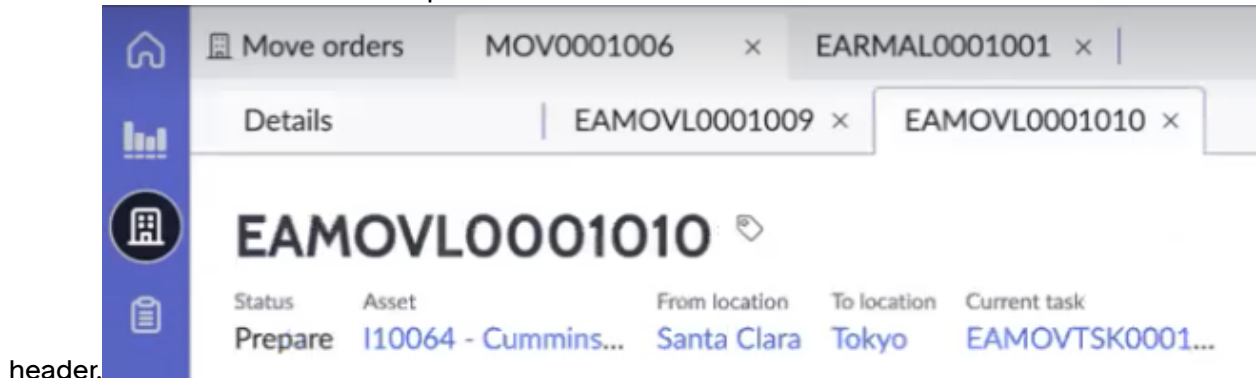 Move orders MOV0001006 × EARMAL0001001 ×
Details EAMOVL0001009 × EAMOVL0001010 ×
EAMOVL0001010
Status Asset From location To location Current task
Prepare I10064 - Cummins... Santa Clara Tokyo EAMOVTSK0001...
header.